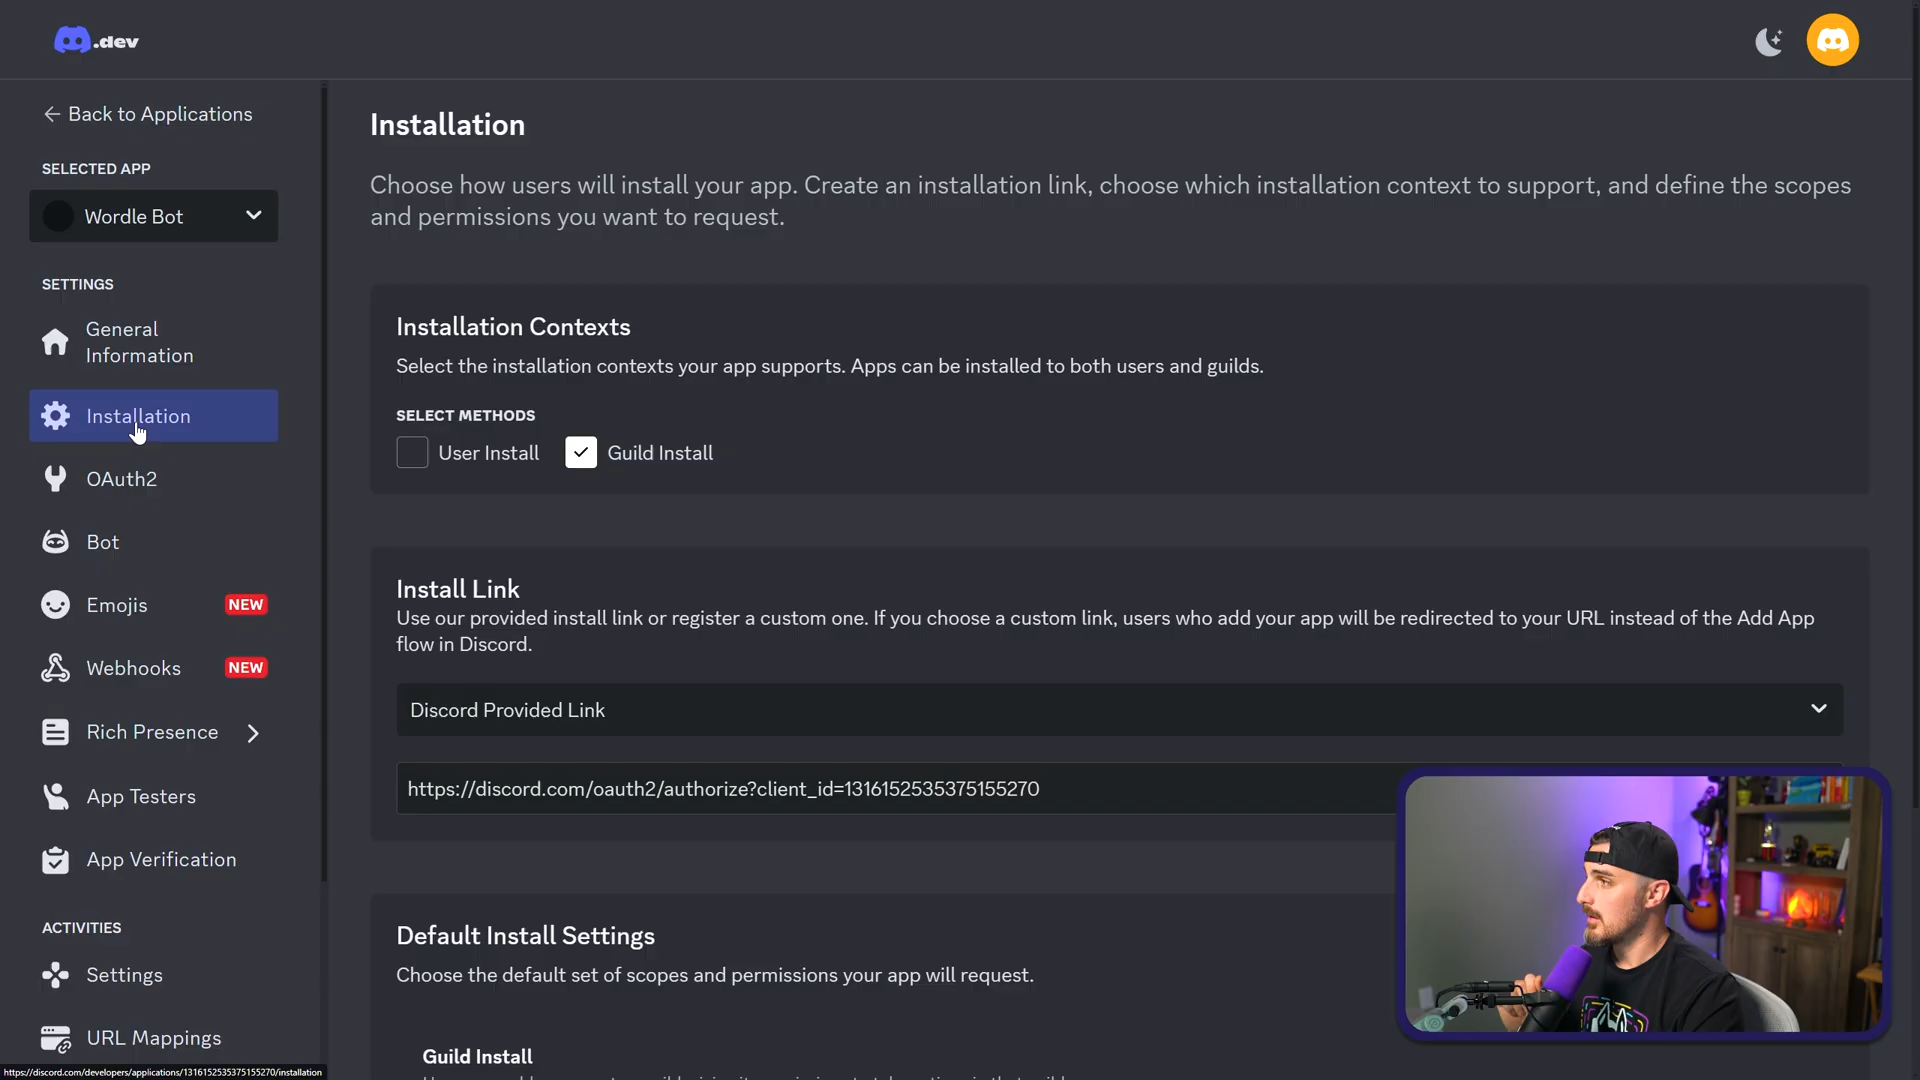 .dev
Back to Applications
SELECTED APP
Wordle Bot
SETTINGS
General
Information
Installation
OAuth2
Bot
Emojis NEW
Webhooks NEW
Rich Presence
App Testers
App Verification
ACTIVITIES
Settings
URL Mappings
https://discord.com/developers/applications/1316152535375155270/installation
Installation
Choose how users will install your app. Create an installation link, choose which installation context to support, and define the scopes
and permissions you want to request.
Installation Contexts
Select the installation contexts your app supports. Apps can be installed to both users and guilds.
SELECT METHODS
User Install Guild Install
Install Link
Use our provided install link or register a custom one. If you choose a custom link, users who add your app will be redirected to your URL instead of the Add App
flow in Discord.
Discord Provided Link
https://discord.com/oauth2/authorize?client_id=1316152535375155270
Default Install Settings
Choose the default set of scopes and permissions your app will request.
Guild Install